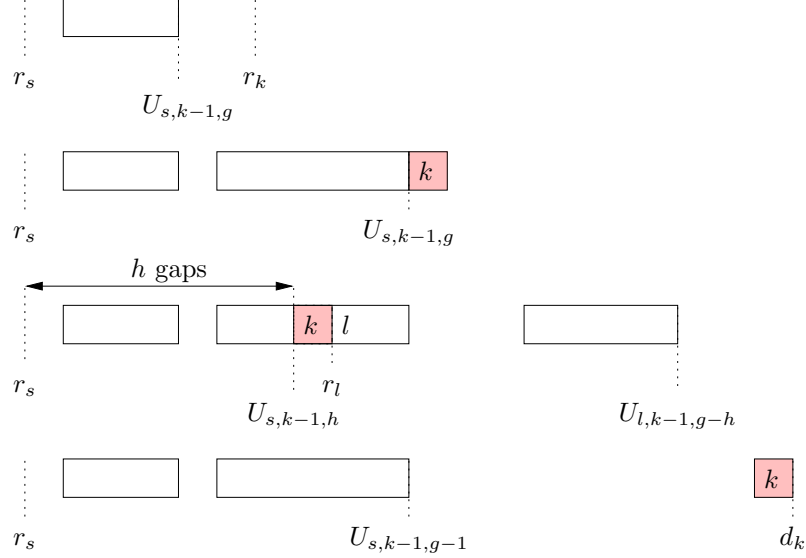 r_s r_k
U_{s,k−1,g}
k
r_s U_{s,k−1,g}
h gaps
k l
r_s r_l
U_{s,k−1,h} U_{l,k−1,g−h}
k
r_s U_{s,k−1,g−1} d_k